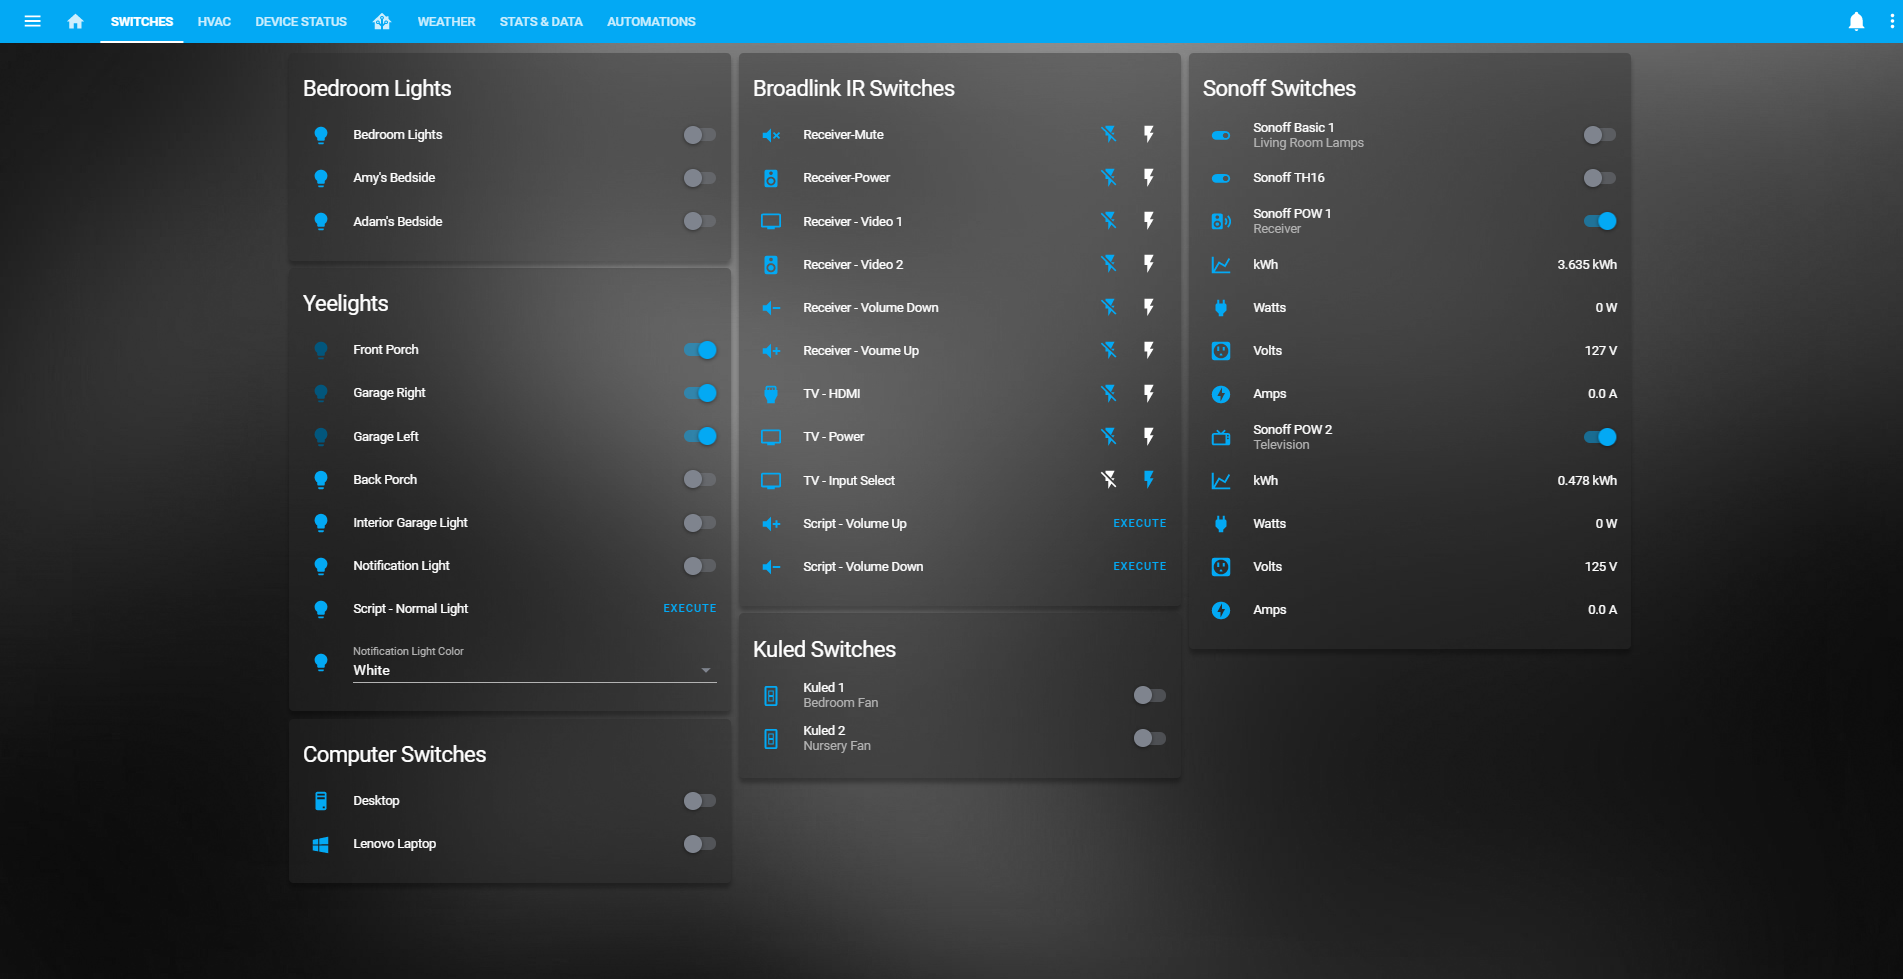 SWITCHES
HVAC
DEVICE STATUS
WEATHER
STATS & DATA
AUTOMATIONS
Bedroom Lights
Bedroom Lights
Amy's Bedside
Adam's Bedside
Yeelights
Front Porch
Garage Right
Garage Left
Back Porch
Interior Garage Light
Notification Light
Script - Normal Light EXECUTE
Notification Light Color
White
Computer Switches
Desktop
Lenovo Laptop
Broadlink IR Switches
Receiver-Mute
Receiver-Power
Receiver - Video 1
Receiver - Video 2
Receiver - Volume Down
Receiver - Voume Up
TV - HDMI
TV - Power
TV - Input Select
Script - Volume Up EXECUTE
Script - Volume Down EXECUTE
Kuled Switches
Kuled 1
Bedroom Fan
Kuled 2
Nursery Fan
Sonoff Switches
Sonoff Basic 1
Living Room Lamps
Sonoff TH16
Sonoff POW 1
Receiver
kWh 3.635 kWh
Watts 0 W
Volts 127 V
Amps 0.0 A
Sonoff POW 2
Television
kWh 0.478 kWh
Watts 0 W
Volts 125 V
Amps 0.0 A